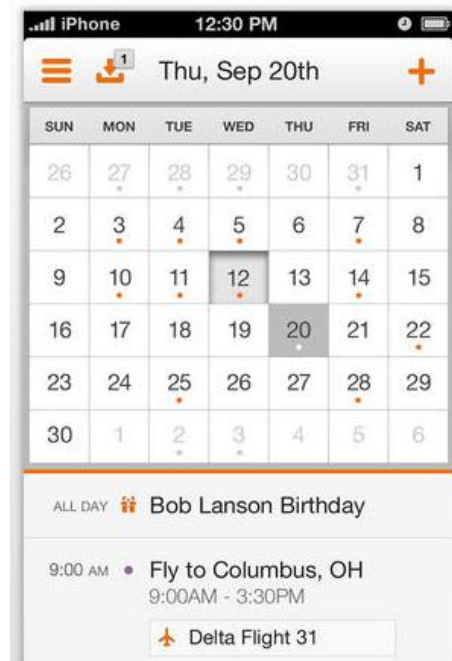 iPhone 12:30 PM
1 Thu, Sep 20th +
SUN MON TUE WED THU FRI SAT
26 27 28 29 30 31 1
2 3 4 5 6 7 8
9 10 11 12 13 14 15
16 17 18 19 20 21 22
23 24 25 26 27 28 29
30 1 2 3 4 5 6
ALL DAY Bob Lanson Birthday
9:00 AM • Fly to Columbus, OH
9:00AM - 3:30PM
Delta Flight 31